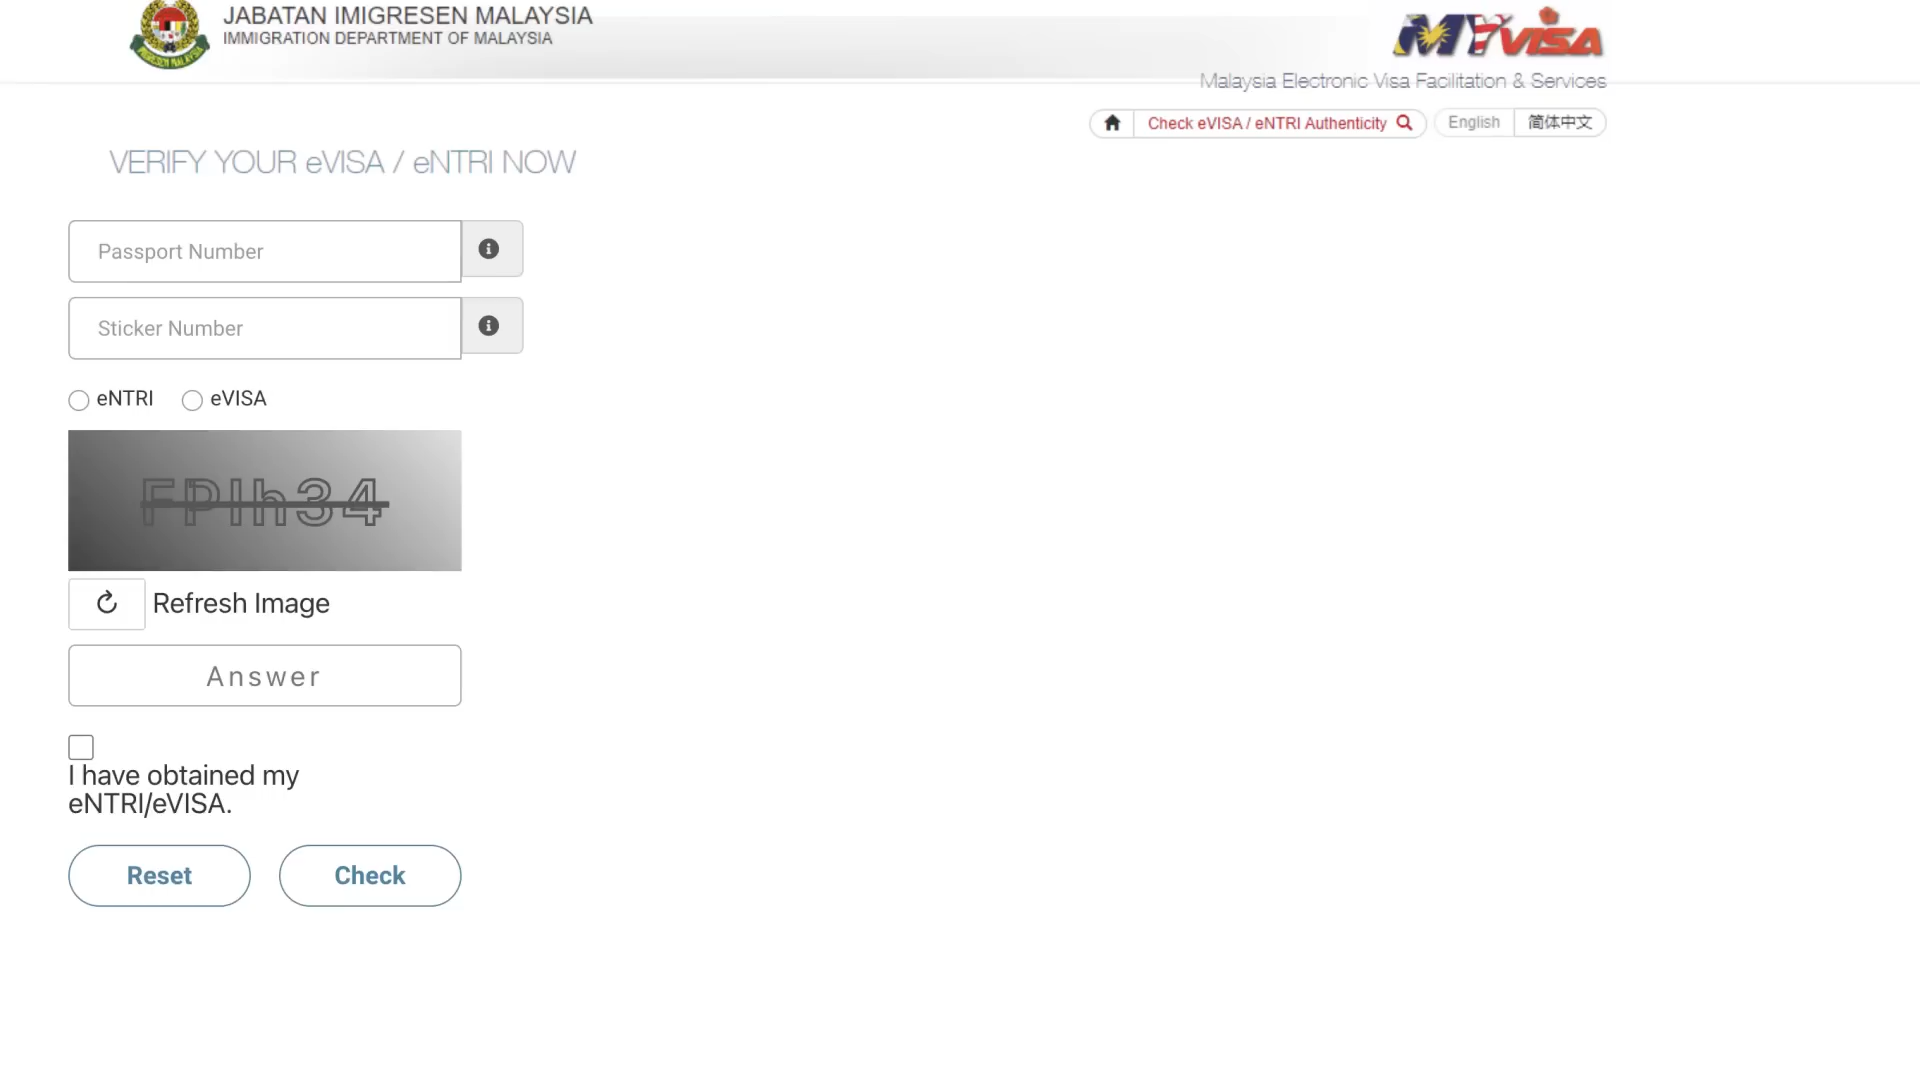 JABATAN IMIGRESEN MALAYSIA
IMMIGRATION DEPARTMENT OF MALAYSIA
MYVISA
Malaysia Electronic Visa Facilitation & Services
Check eVISA / eNTRI Authenticity
English
简体中文
VERIFY YOUR eVISA / eNTRI NOW
Passport Number
Sticker Number
eNTRI
eVISA
Refresh Image
Answer
I have obtained my
eNTRI/eVISA.
Reset
Check